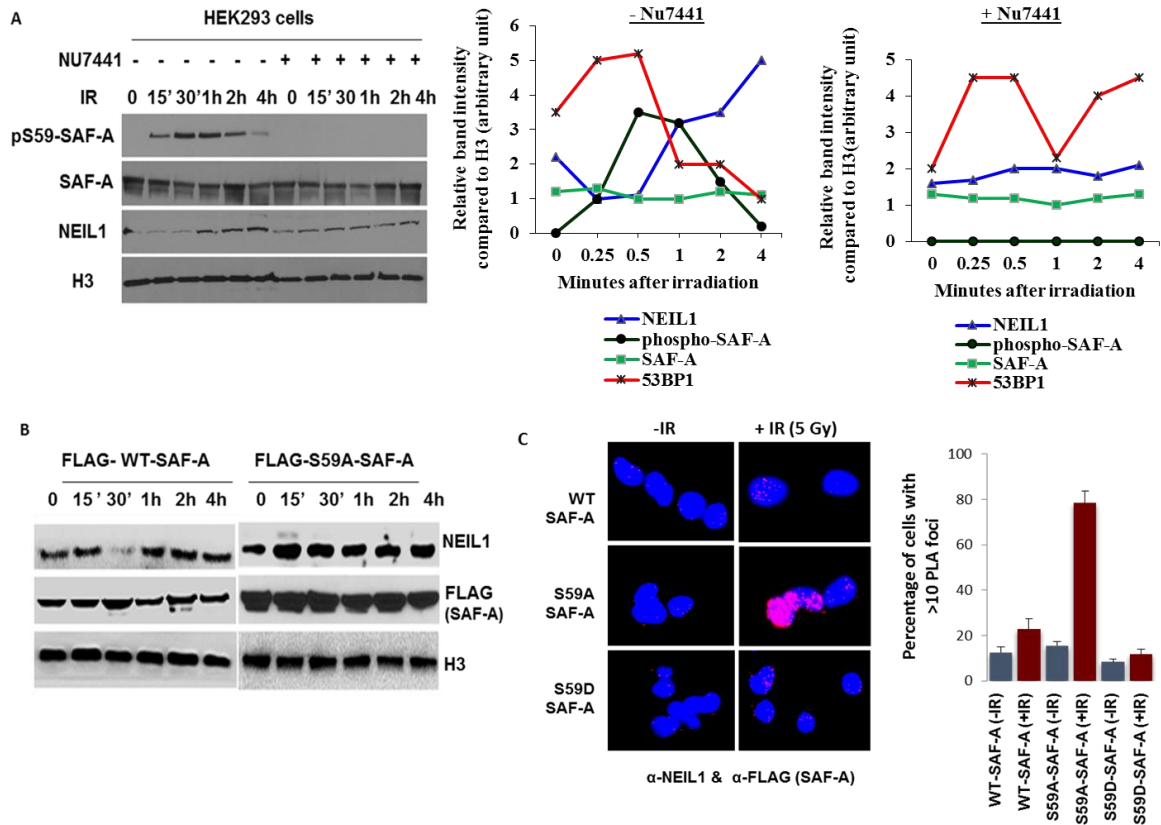 A
HEK293 cells
NU7441 - - - - - - + + + + + +
IR 0 15’ 30’ 1h 2h 4h 0 15’ 30 1h 2h 4h
pS59-SAF-A
SAF-A
NEIL1
H3
- Nu7441
Relative band intensity
compared to H3 (arbitrary unit)
6
5
4
3
2
1
0
0 0.25 0.5 1 2 4
Minutes after irradiation
NEIL1
phospho-SAF-A
SAF-A
53BP1
+ Nu7441
Relative band intensity
compared to H3(arbitrary unit)
5
4
3
2
1
0
0 0.25 0.5 1 2 4
Minutes after irradiation
NEIL1
phospho-SAF-A
SAF-A
53BP1
B
FLAG- WT-SAF-A FLAG-S59A-SAF-A
0 15 ’ 30’ 1h 2h 4h 0 15’ 30’ 1h 2h 4h
NEIL1
FLAG
(SAF-A)
H3
C
-IR + IR (5 Gy)
WT
SAF-A
S59A
SAF-A
S59D
SAF-A
α-NEIL1 & α-FLAG (SAF-A)
Percentage of cells with
>10 PLA foci
100
80
60
40
20
0
WT-SAF-A (-IR)
WT-SAF-A (+IR)
S59A-SAF-A (-IR)
S59A-SAF-A (+IR)
S59D-SAF-A (-IR)
S59D-SAF-A (+IR)